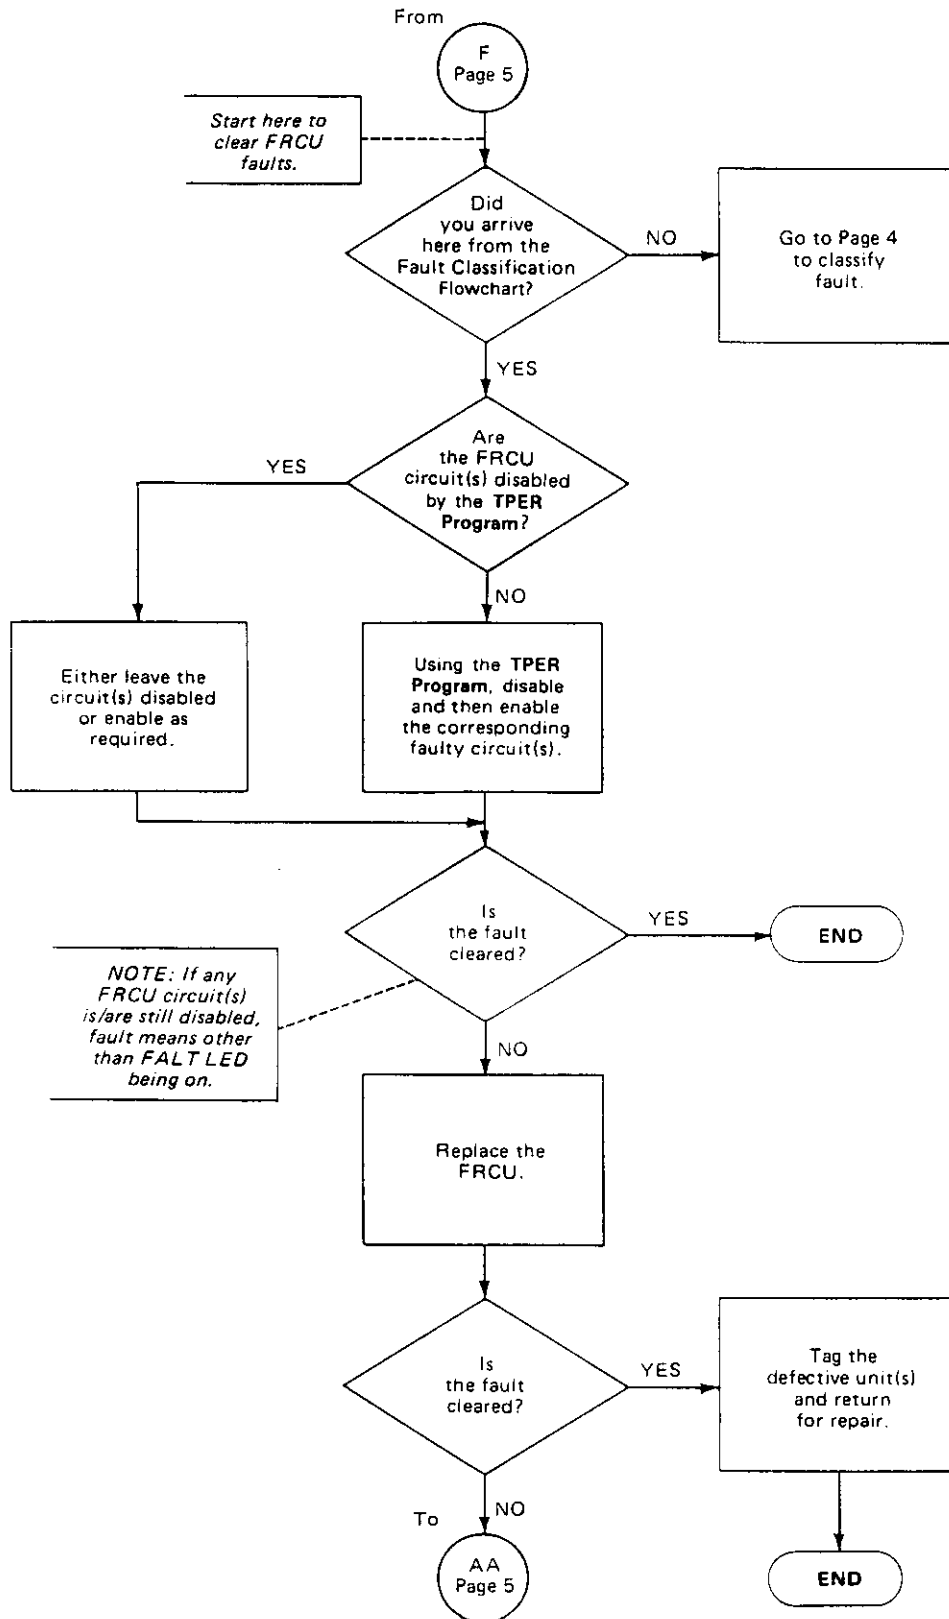 From
F
Page 5
Start here to
clear FRCU
faults.
Did
you arrive
here from the
Fault Classification
Flowchart?
NO
Go to Page 4
to classify
fault.
YES
Are
the FRCU
circuit(s) disabled
by the TPER
Program?
YES
NO
Either leave the
circuit(s) disabled
or enable as
required.
Using the TPER
Program, disable
and then enable
the corresponding
faulty circuit(s).
Is
the fault
cleared?
YES
END
NOTE: If any
FRCU circuit(s)
is/are still disabled,
fault means other
than FALT LED
being on.
NO
Replace the
FRCU.
Is
the fault
cleared?
YES
Tag the
defective unit(s)
and return
for repair.
To
NO
AA
Page 5
END